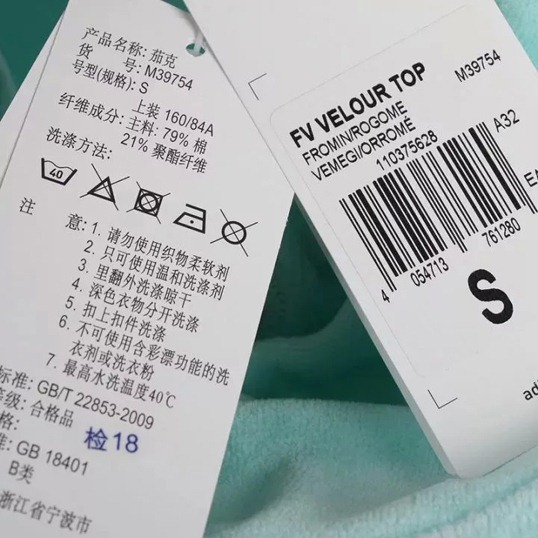 产品名称: 茄克
货 号: M39754
号型(规格): S
上装 160/84A
纤维成分: 主料: 79% 棉
21% 聚酯纤维
洗涤方法:
40
注 意: 1. 请勿使用织物柔软剂
2. 只可使用温和洗涤剂
3. 里翻外洗涤晾干
4. 深色衣物分开洗涤
5. 扣上扣件洗涤
6. 不可使用含彩漂功能的洗
衣剂或洗衣粉
7. 最高水洗温度40℃
标准: GB/T 22853-2009
等级: 合格品
检18
GB 18401
B类
浙江省宁波市
M39754
FV VELOUR TOP
FROMIN/ROGOME
VEMEGI/ORROME
110375628
A32
EA
4 054713 761280
S
ad